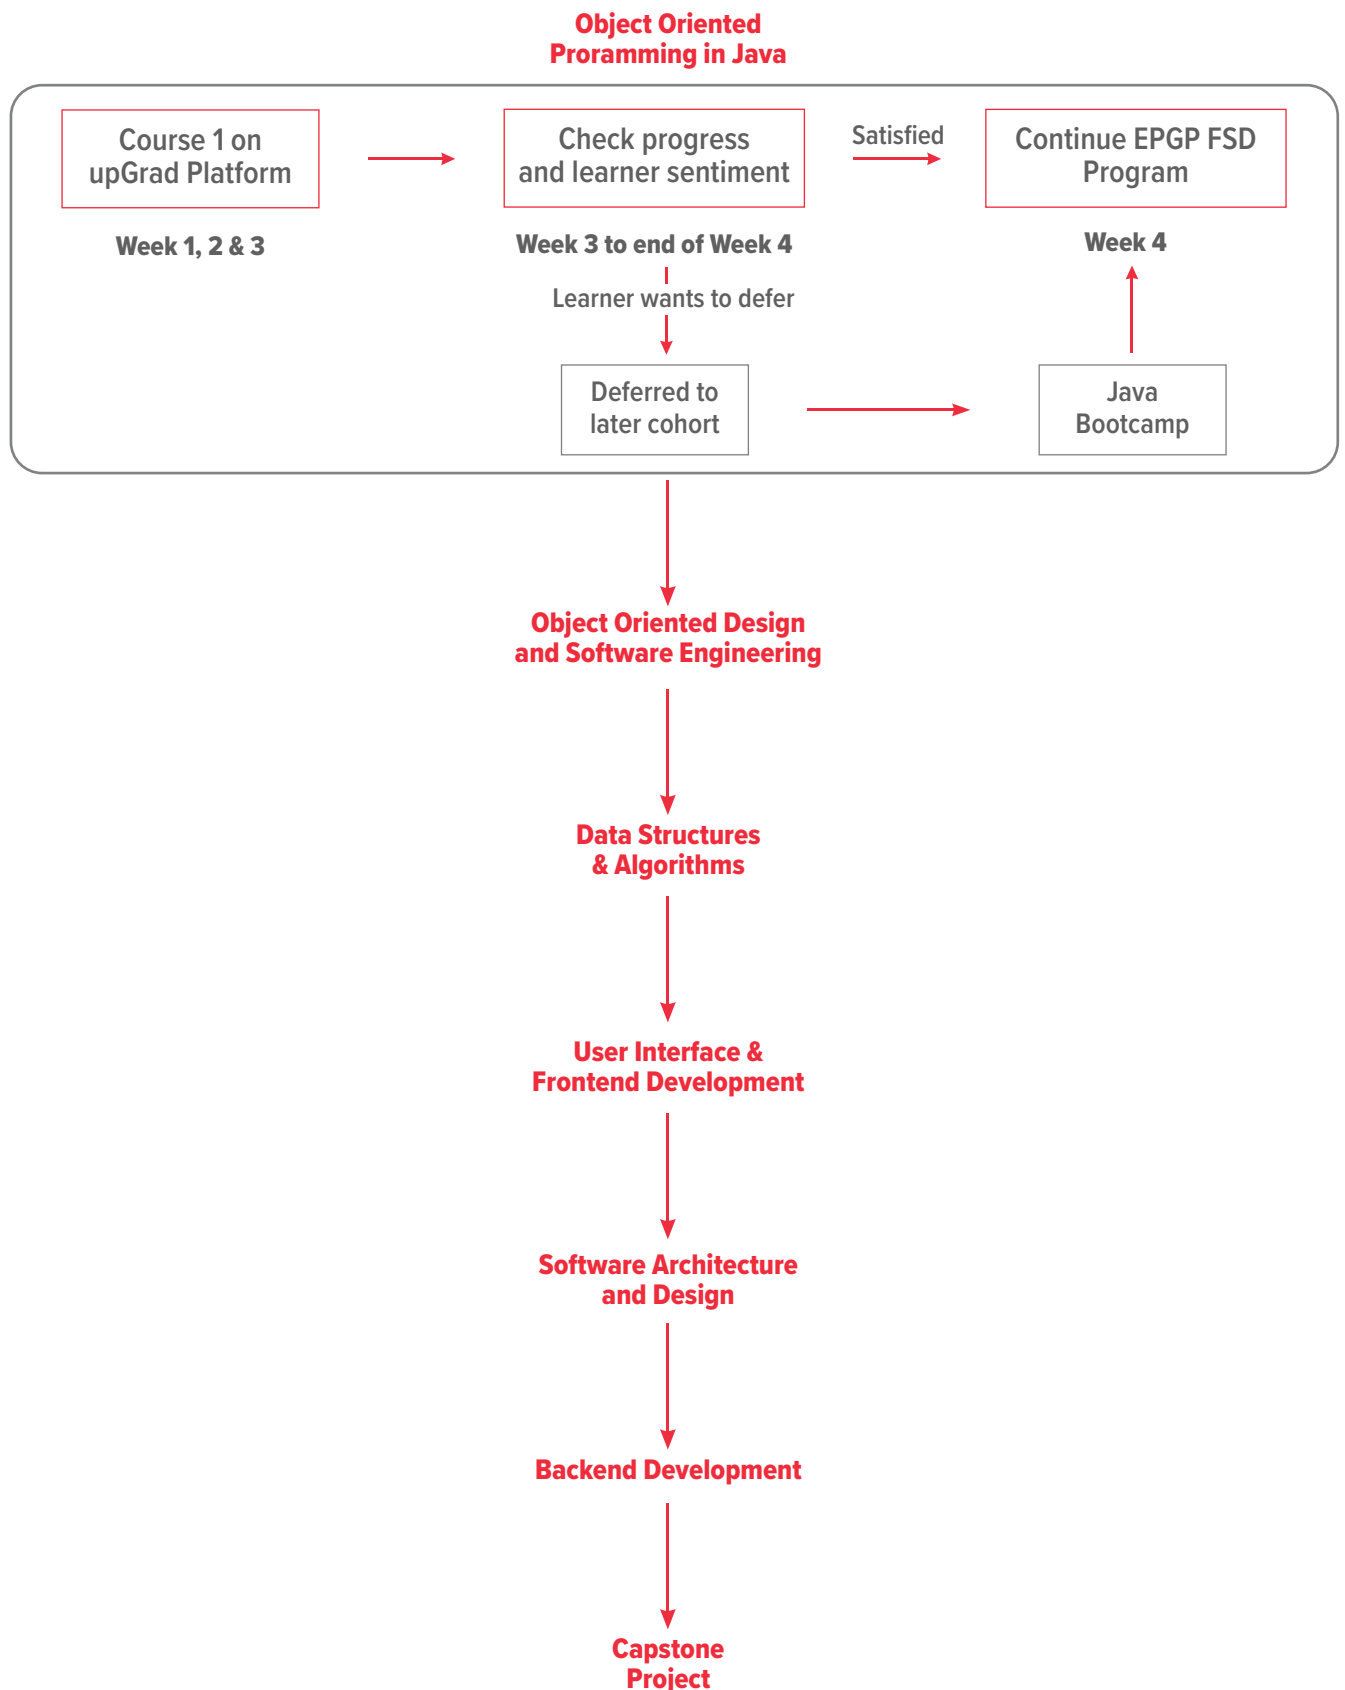 Object Oriented
Proramming in Java
Course 1 on
upGrad Platform
Week 1, 2 & 3
Check progress
and learner sentiment
Week 3 to end of Week 4
Satisfied
Continue EPGP FSD
Program
Week 4
Learner wants to defer
Deferred to
later cohort
Java
Bootcamp
Object Oriented Design
and Software Engineering
Data Structures
& Algorithms
User Interface &
Frontend Development
Software Architecture
and Design
Backend Development
Capstone
Project